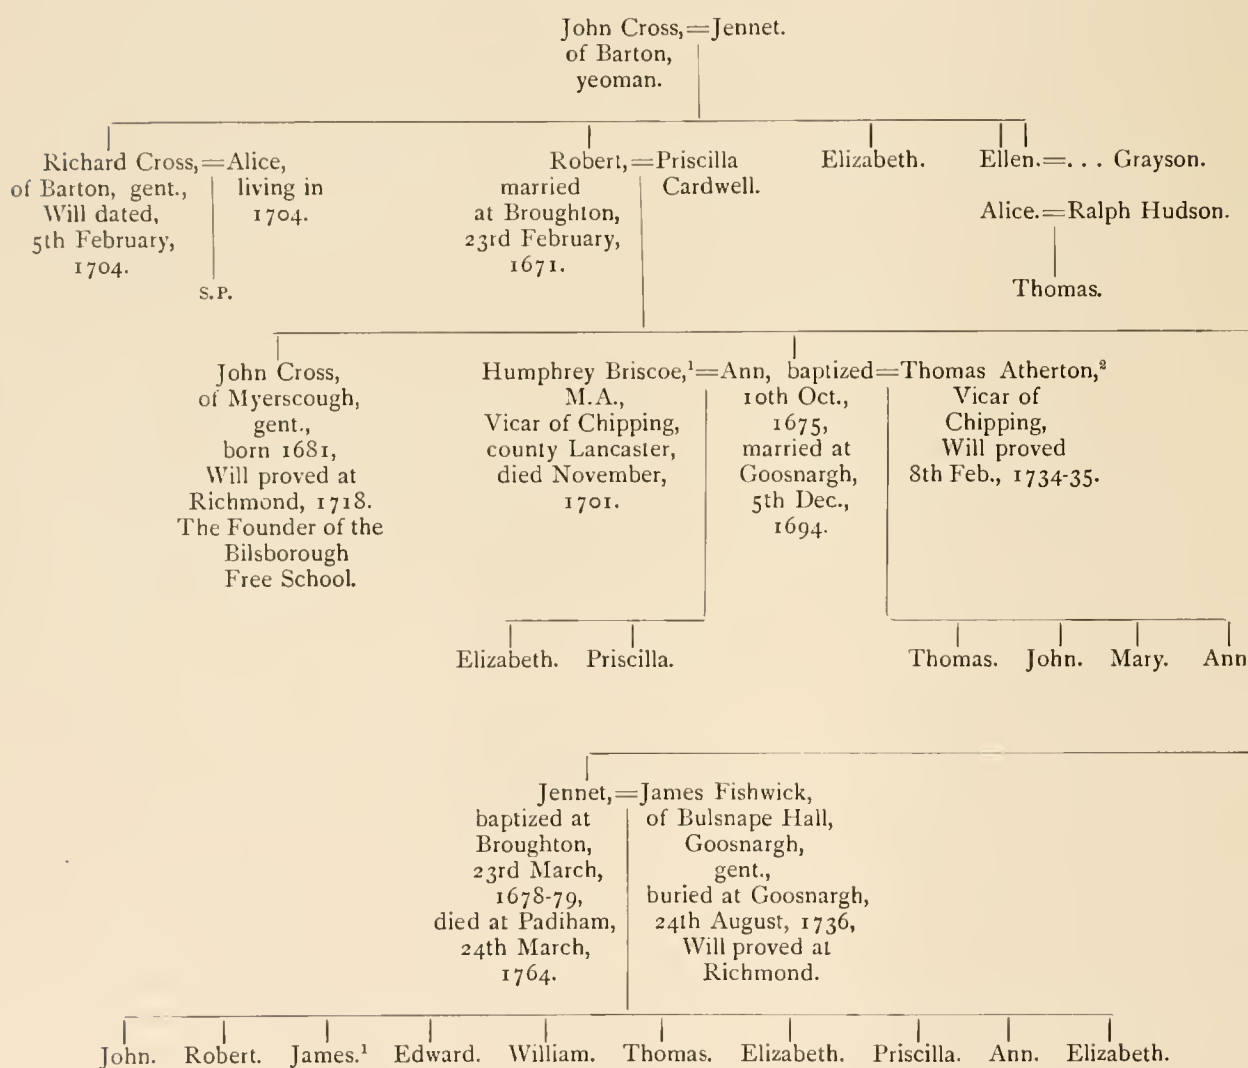 John Cross,=Jennet.
of Barton,
yeoman.
Richard Cross,=Alice,
of Barton, gent.,
living in
Will dated,
1704.
5th February,
1704.
S.P.
Robert,=Priscilla
married
Cardwell.
at Broughton,
23rd February,
1671.
Elizabeth.
Ellen.=... Grayson.
Alice.=Ralph Hudson.
Thomas.
John Cross,
of Myerscough,
gent.,
born 1681,
Will proved at
Richmond, 1718.
The Founder of the
Bilsborough
Free School.
Humphrey Briscoe,¹=Ann, baptized=Thomas Atherton,²
M.A.,
Vicar of Chipping,
county Lancaster,
died November,
1701.
10th Oct.,
1675,
married at
Goosnargh,
5th Dec.,
1694.
Vicar of
Chipping,
Will proved
8th Feb., 1734-35.
Elizabeth. Priscilla.
Thomas. John. Mary. Ann
Jennet,=James Fishwick,
baptized at
Broughton,
23rd March,
1678-79,
died at Padiham,
24th March,
1764.
of Bulsnape Hall,
Goosnargh,
gent.,
buried at Goosnargh,
24th August, 1736,
Will proved at
Richmond.
John. Robert. James.¹ Edward. William. Thomas. Elizabeth. Priscilla. Ann. Elizabeth.